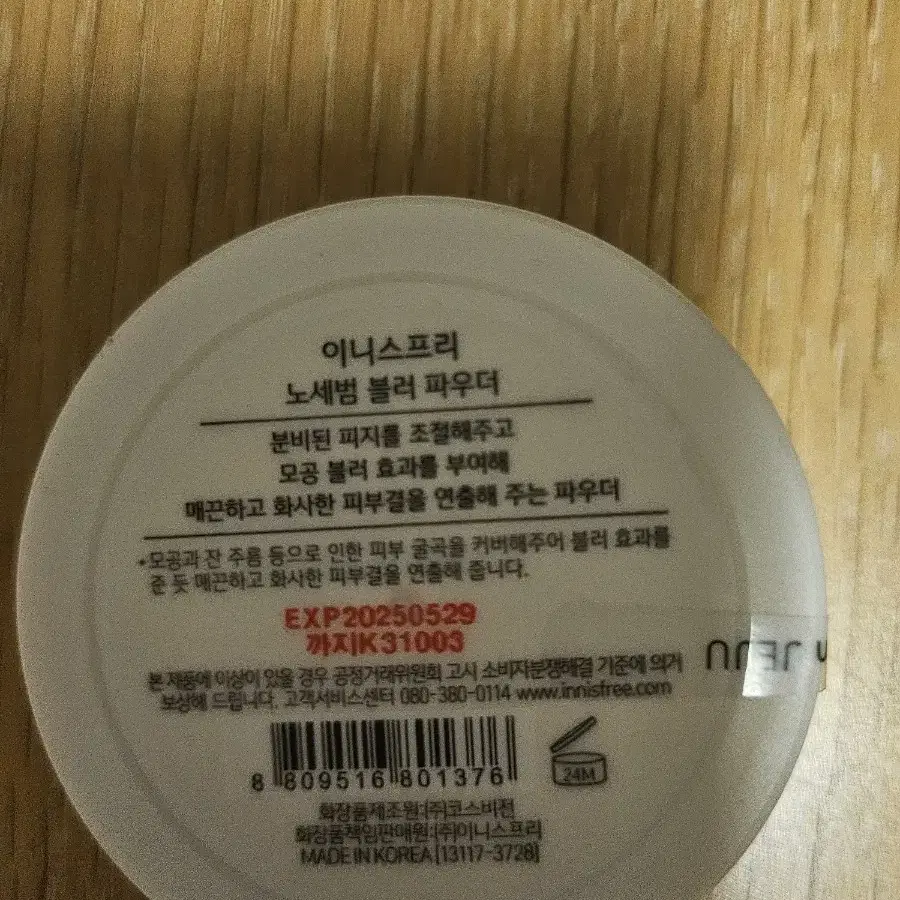 이니스프리
노세범 블러 파우더
분비된 피지를 조절해주고
모공 블러 효과를 부여해
매끈하고 화사한 피부결을 연출해 주는 파우더
*모공과 잔 주름 등으로 인한 피부 굴곡을 커버해주어 블러 효과를
준 듯 매끈하고 화사한 피부결을 연출해 줍니다.
EXP20250529
까지K31003
본 제품에 이상이 있을 경우 공정거래위원회 고시 소비자분쟁해결 기준에 의거
보상해 드립니다. 고객서비스센터 080-380-0114 www.innisfree.com
8 809516 801376
24M
화장품제조원:(주)코스비전
화장품책임판매원:(주)이니스프리
MADE IN KOREA [13117-3728]